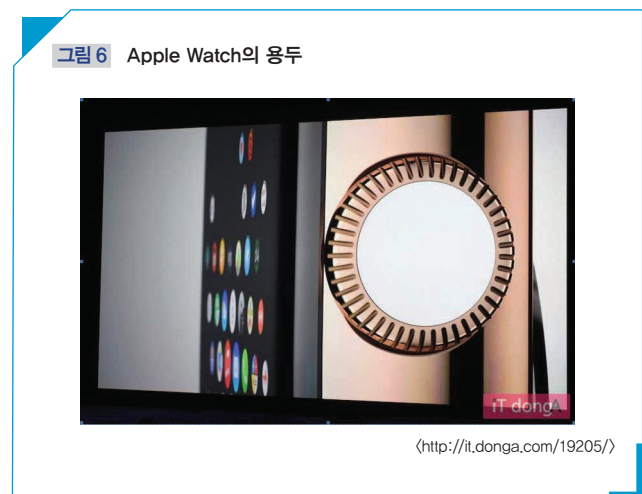 그림 6 Apple Watch의 용두
iT dongA
〈http://it.donga.com/19205/〉